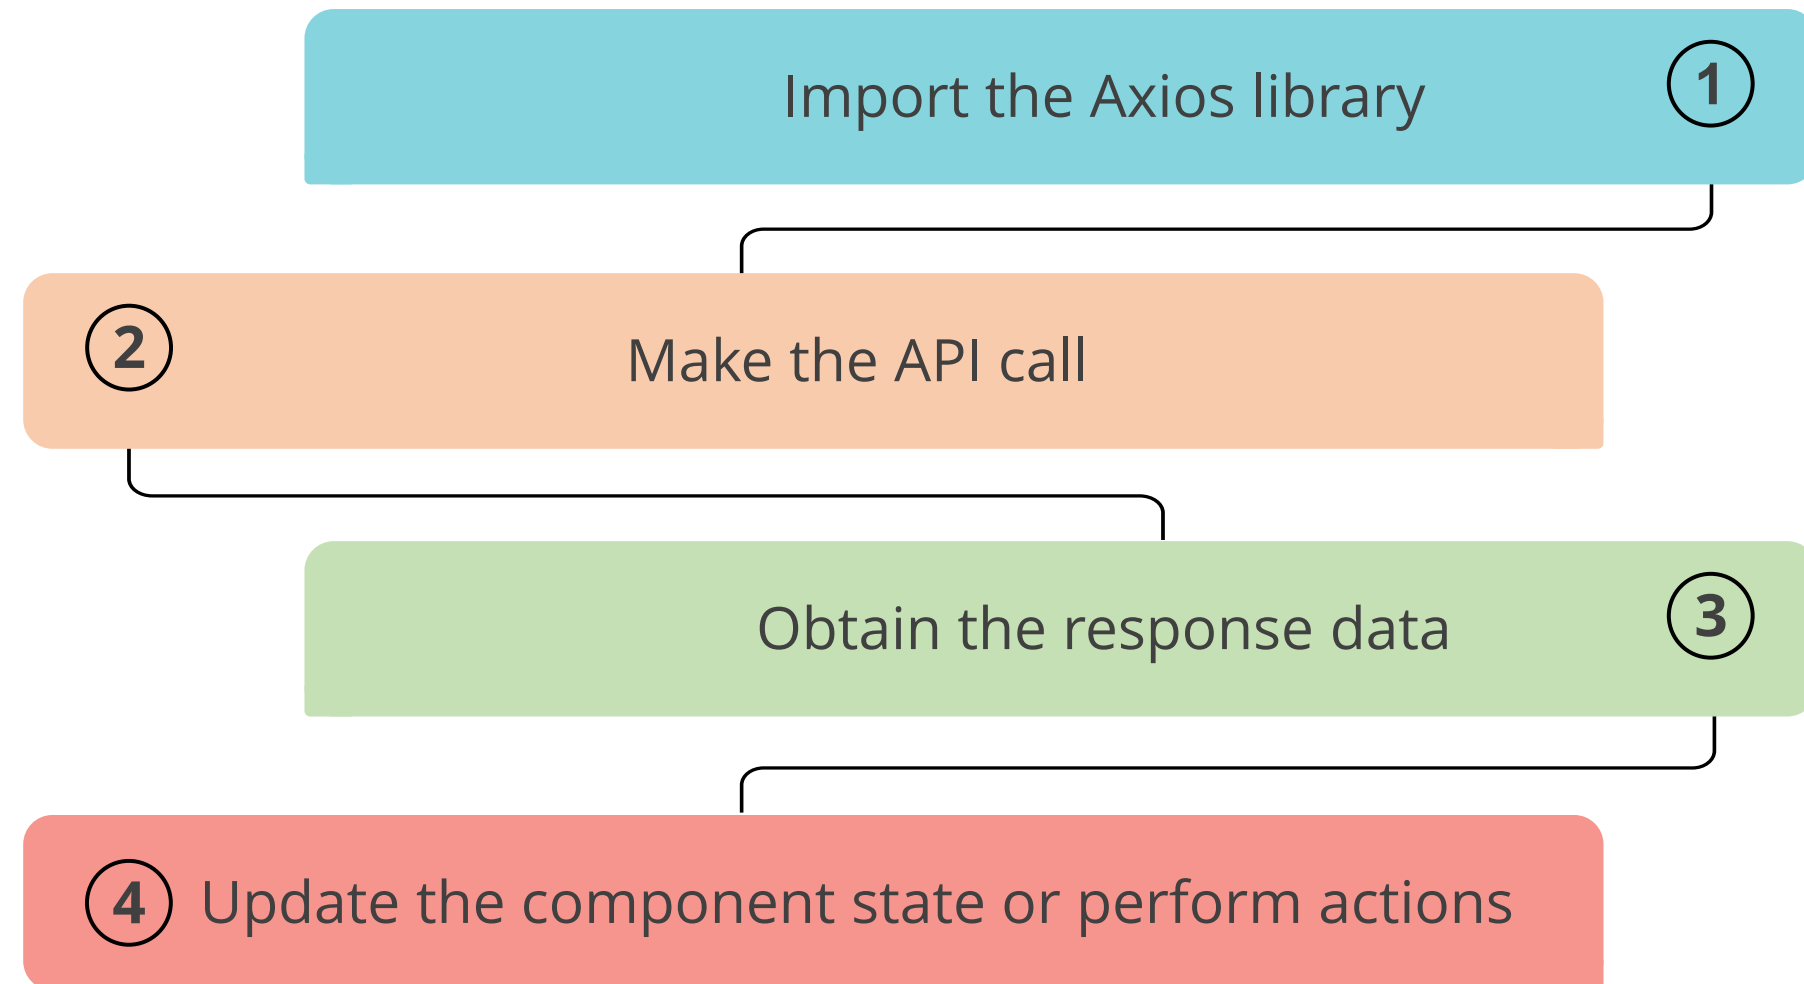 Import the Axios library
1
2
Make the API call
Obtain the response data
3
4
Update the component state or perform actions